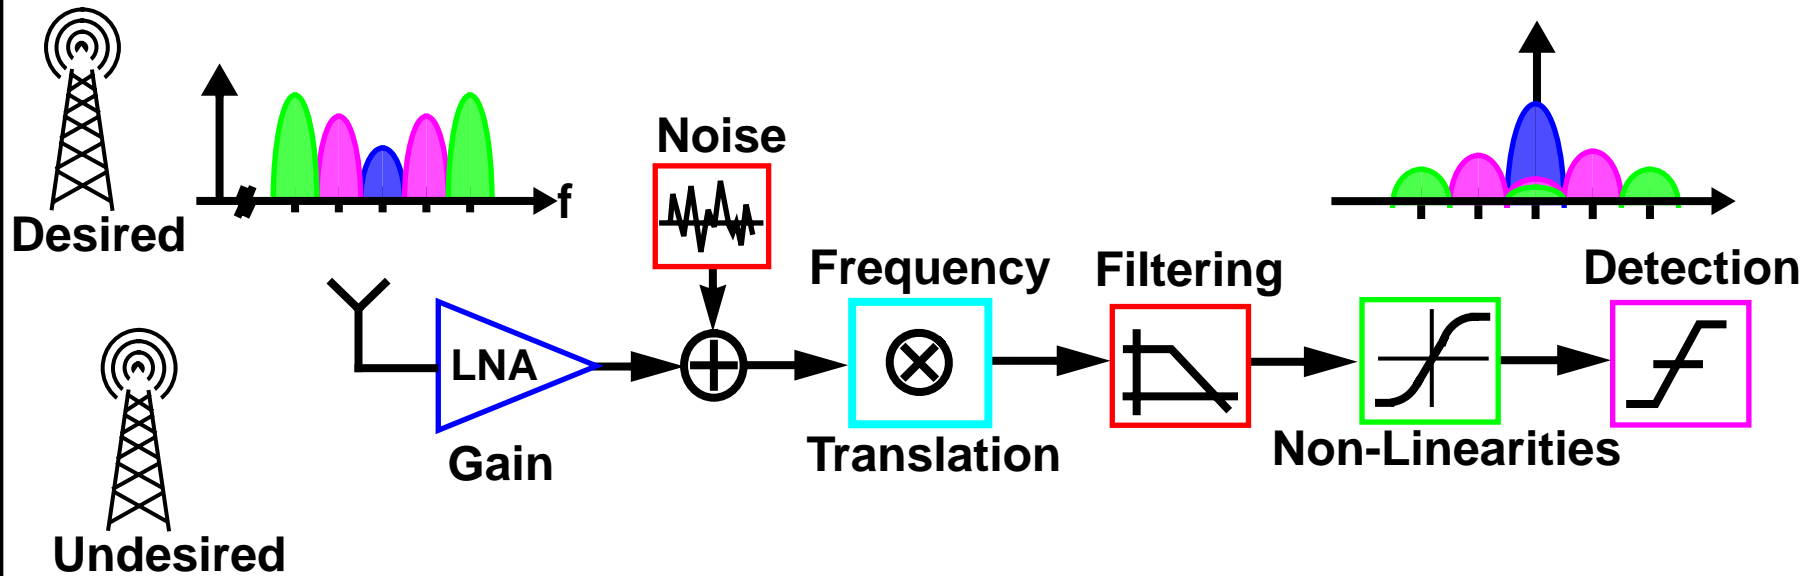 Desired
f
Noise
Frequency
Filtering
Detection
LNA
Gain
Translation
Non-Linearities
Undesired